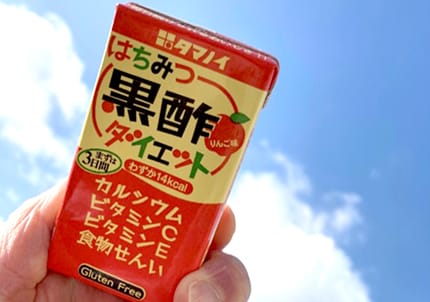 タマノイ
はちみつ
黒酢
りんご味
ダイエット
まずは
3日間
わずか14kcal
カルシウム
ビタミンC
ビタミンE
食物せんい
Gluten Free